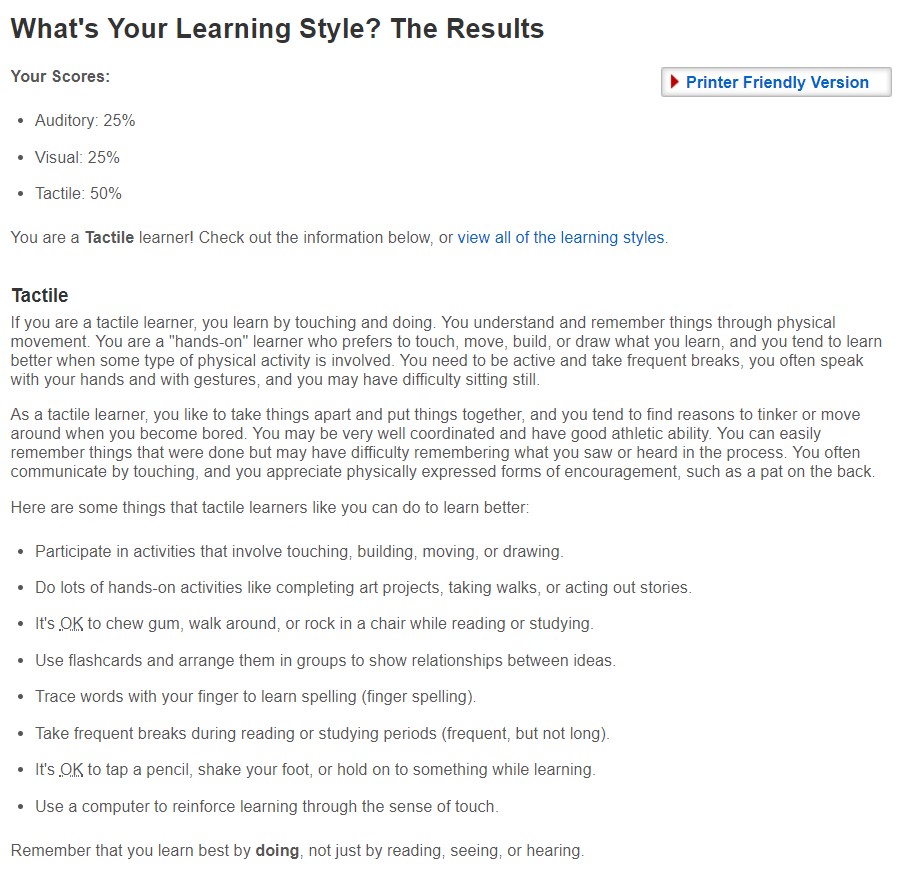 What's Your Learning Style? The Results
Your Scores:
Printer Friendly Version
• Auditory: 25%
• Visual: 25%
• Tactile: 50%
You are a Tactile learner! Check out the information below, or view all of the learning styles.
Tactile
If you are a tactile learner, you learn by touching and doing. You understand and remember things through physical
movement. You are a "hands-on" learner who prefers to touch, move, build, or draw what you learn, and you tend to learn
better when some type of physical activity is involved. You need to be active and take frequent breaks, you often speak
with your hands and with gestures, and you may have difficulty sitting still.
As a tactile learner, you like to take things apart and put things together, and you tend to find reasons to tinker or move
around when you become bored. You may be very well coordinated and have good athletic ability. You can easily
remember things that were done but may have difficulty remembering what you saw or heard in the process. You often
communicate by touching, and you appreciate physically expressed forms of encouragement, such as a pat on the back.
Here are some things that tactile learners like you can do to learn better:
• Participate in activities that involve touching, building, moving, or drawing.
• Do lots of hands-on activities like completing art projects, taking walks, or acting out stories.
• It's OK to chew gum, walk around, or rock in a chair while reading or studying.
• Use flashcards and arrange them in groups to show relationships between ideas.
• Trace words with your finger to learn spelling (finger spelling).
• Take frequent breaks during reading or studying periods (frequent, but not long).
• It's OK to tap a pencil, shake your foot, or hold on to something while learning.
• Use a computer to reinforce learning through the sense of touch.
Remember that you learn best by doing, not just by reading, seeing, or hearing.